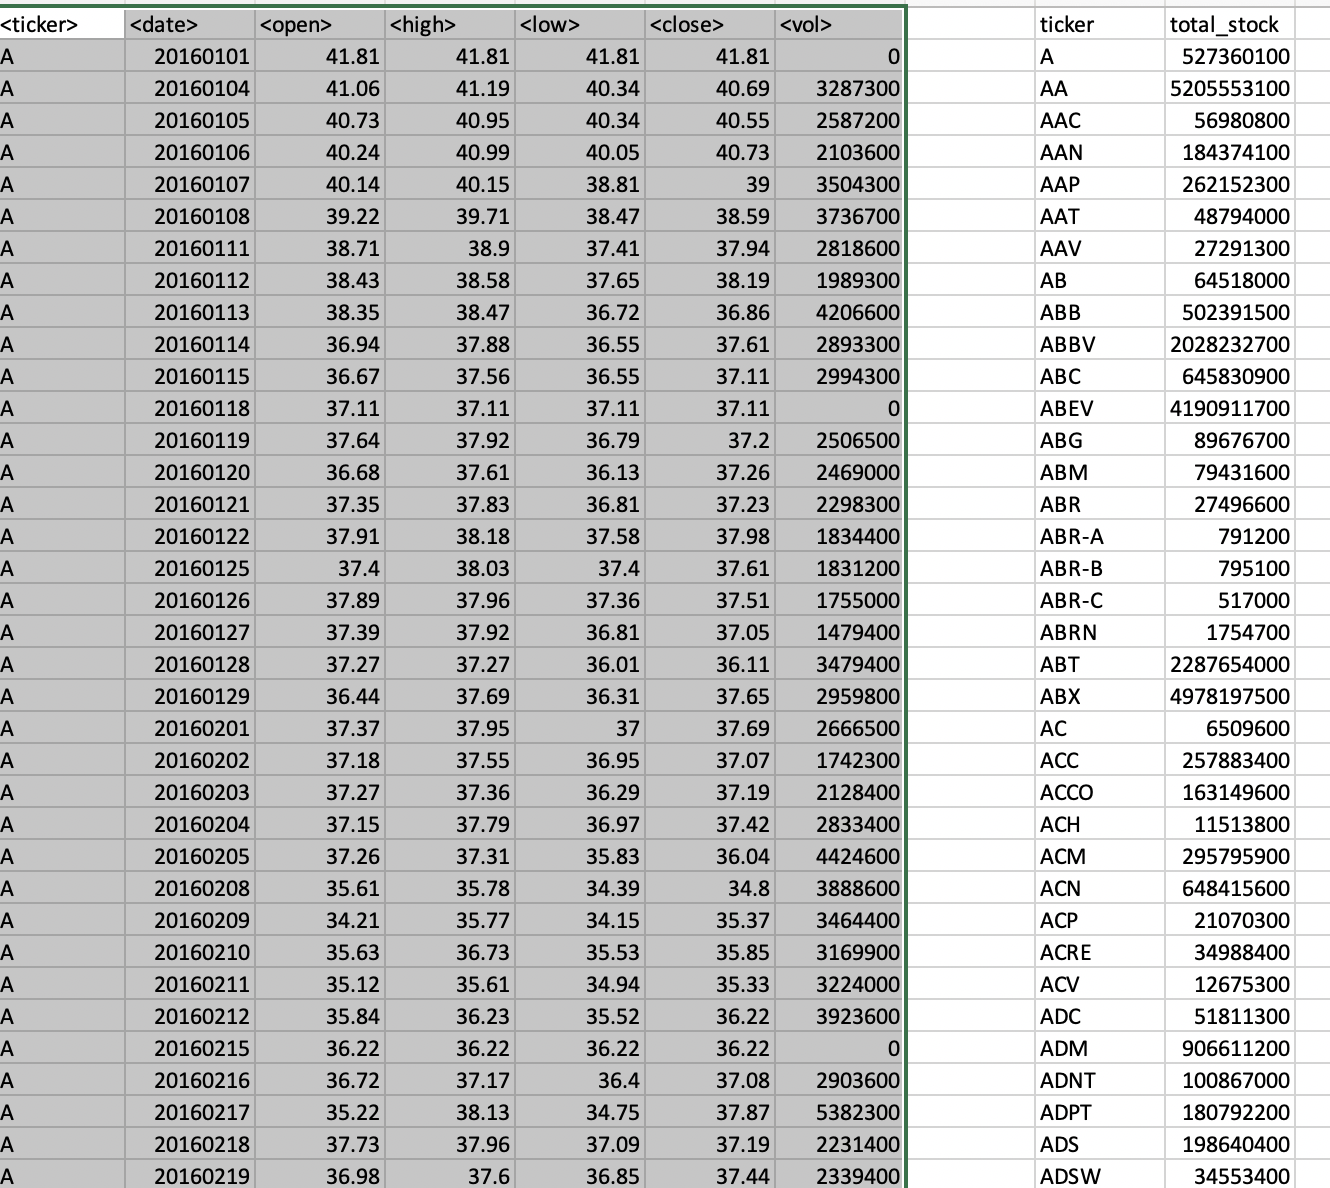 <ticker> <date> <open> <high> <low> <close> <vol> ticker total_stock
A 20160101 41.81 41.81 41.81 41.81 0 A 527360100
A 20160104 41.06 41.19 40.34 40.69 3287300 AA 5205553100
A 20160105 40.73 40.95 40.34 40.55 2587200 AAC 56980800
A 20160106 40.24 40.99 40.05 40.73 2103600 AAN 184374100
A 20160107 40.14 40.15 38.81 39 3504300 AAP 262152300
A 20160108 39.22 39.71 38.47 38.59 3736700 AAT 48794000
A 20160111 38.71 38.9 37.41 37.94 2818600 AAV 27291300
A 20160112 38.43 38.58 37.65 38.19 1989300 AB 64518000
A 20160113 38.35 38.47 36.72 36.86 4206600 ABB 502391500
A 20160114 36.94 37.88 36.55 37.61 2893300 ABBV 2028232700
A 20160115 36.67 37.56 36.55 37.11 2994300 ABC 645830900
A 20160118 37.11 37.11 37.11 37.11 0 ABEV 4190911700
A 20160119 37.64 37.92 36.79 37.2 2506500 ABG 89676700
A 20160120 36.68 37.61 36.13 37.26 2469000 ABM 79431600
A 20160121 37.35 37.83 36.81 37.23 2298300 ABR 27496600
A 20160122 37.91 38.18 37.58 37.98 1834400 ABR-A 791200
A 20160125 37.4 38.03 37.4 37.61 1831200 ABR-B 795100
A 20160126 37.89 37.96 37.36 37.51 1755000 ABR-C 517000
A 20160127 37.39 37.92 36.81 37.05 1479400 ABRN 1754700
A 20160128 37.27 37.27 36.01 36.11 3479400 ABT 2287654000
A 20160129 36.44 37.69 36.31 37.65 2959800 ABX 4978197500
A 20160201 37.37 37.95 37 37.69 2666500 AC 6509600
A 20160202 37.18 37.55 36.95 37.07 1742300 ACC 257883400
A 20160203 37.27 37.36 36.29 37.19 2128400 ACCO 163149600
A 20160204 37.15 37.79 36.97 37.42 2833400 ACH 11513800
A 20160205 37.26 37.31 35.83 36.04 4424600 ACM 295795900
A 20160208 35.61 35.78 34.39 34.8 3888600 ACN 648415600
A 20160209 34.21 35.77 34.15 35.37 3464400 ACP 21070300
A 20160210 35.63 36.73 35.53 35.85 3169900 ACRE 34988400
A 20160211 35.12 35.61 34.94 35.33 3224000 ACV 12675300
A 20160212 35.84 36.23 35.52 36.22 3923600 ADC 51811300
A 20160215 36.22 36.22 36.22 36.22 0 ADM 906611200
A 20160216 36.72 37.17 36.4 37.08 2903600 ADNT 100867000
A 20160217 35.22 38.13 34.75 37.87 5382300 ADPT 180792200
A 20160218 37.73 37.96 37.09 37.19 2231400 ADS 198640400
A 20160219 36.98 37.6 36.85 37.44 2339400 ADSW 34553400